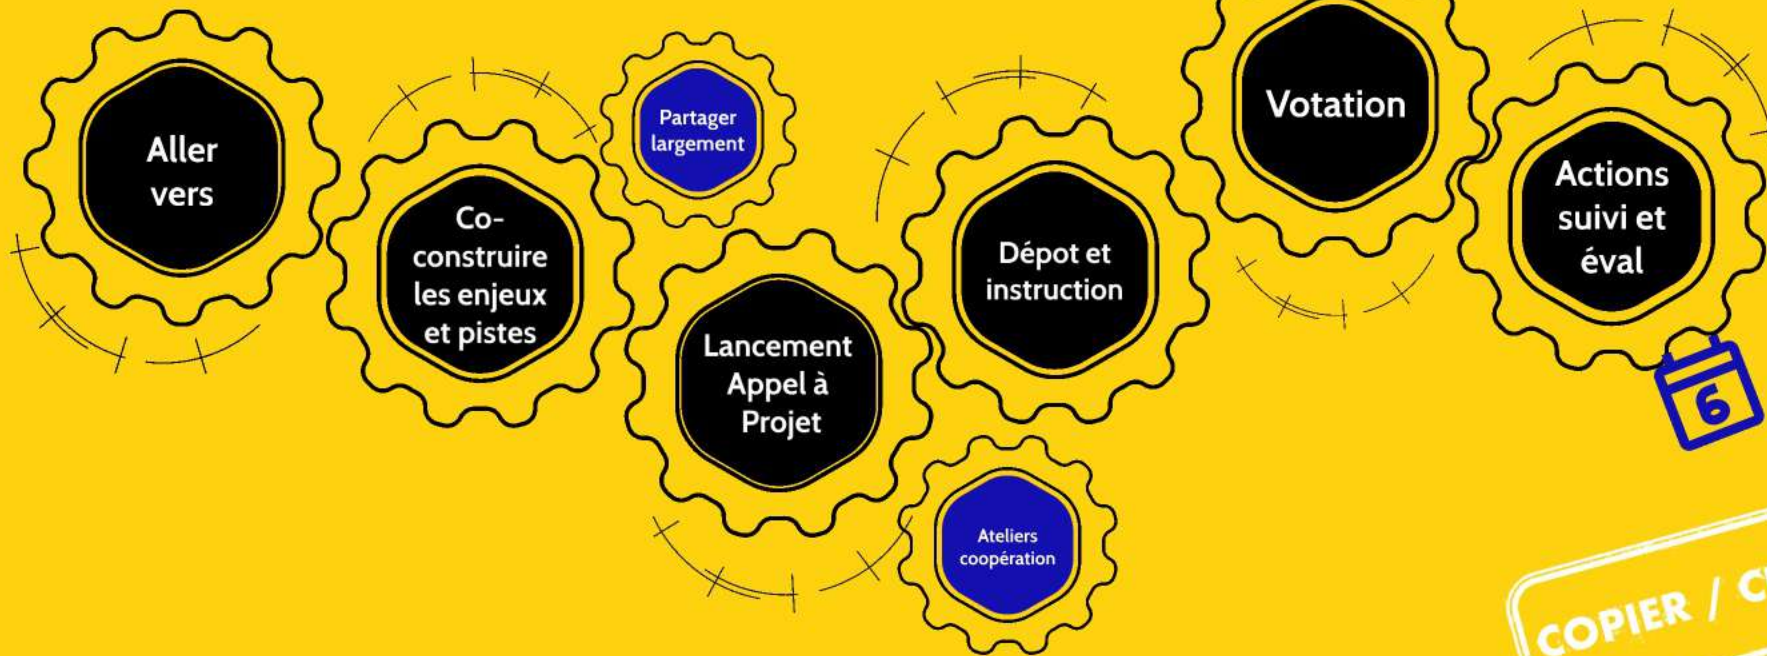 Aller
vers
Co-
construire
les enjeux
et pistes
Partager
largement
Lancement
Appel à
Projet
Dépot et
instruction
Ateliers
coopération
Votation
Actions
suivi et
éval
6
COPIER /